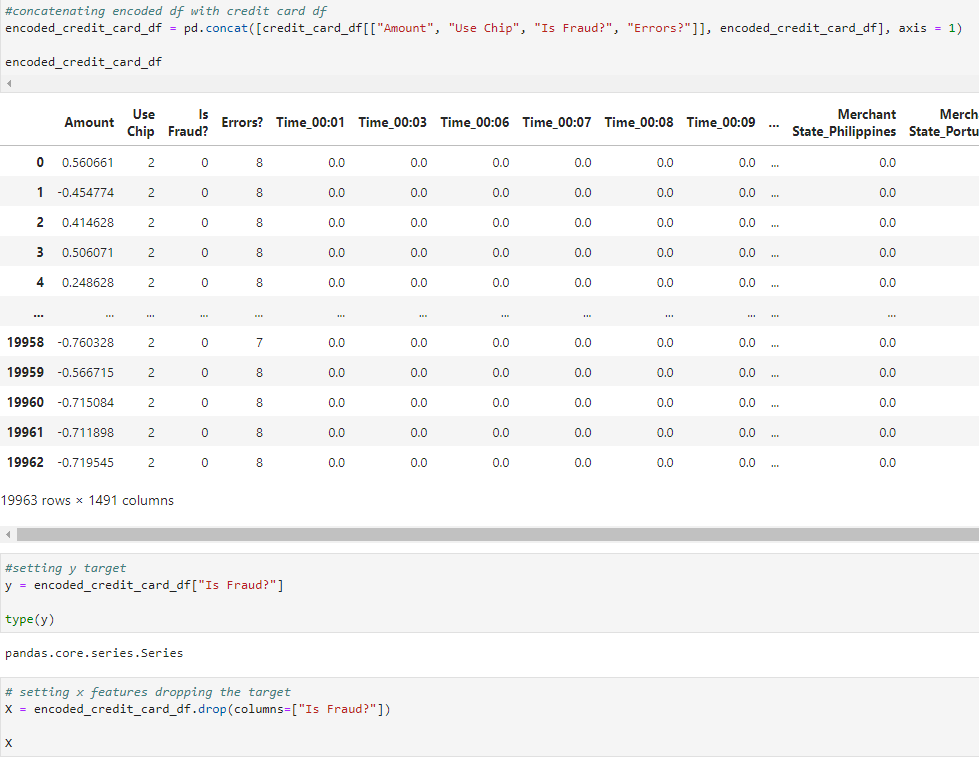 #concatenating encoded df with credit card df
encoded_credit_card_df = pd.concat([credit_card_df[["Amount", "Use Chip", "Is Fraud?", "Errors?"]], encoded_credit_card_df], axis = 1)
encoded_credit_card_df
Amount Use Chip Is Fraud? Errors? Time_00:01 Time_00:03 Time_00:06 Time_00:07 Time_00:08 Time_00:09 ... Merchant State_Philippines Merch State_Portu
0 0.560661 2 0 8 0.0 0.0 0.0 0.0 0.0 0.0 ... 0.0
1 -0.454774 2 0 8 0.0 0.0 0.0 0.0 0.0 0.0 ... 0.0
2 0.414628 2 0 8 0.0 0.0 0.0 0.0 0.0 0.0 ... 0.0
3 0.506071 2 0 8 0.0 0.0 0.0 0.0 0.0 0.0 ... 0.0
4 0.248628 2 0 8 0.0 0.0 0.0 0.0 0.0 0.0 ... 0.0
... ... ... ... ... ... ... ... ... ... ... ... ...
19958 -0.760328 2 0 7 0.0 0.0 0.0 0.0 0.0 0.0 ... 0.0
19959 -0.566715 2 0 8 0.0 0.0 0.0 0.0 0.0 0.0 ... 0.0
19960 -0.715084 2 0 8 0.0 0.0 0.0 0.0 0.0 0.0 ... 0.0
19961 -0.711898 2 0 8 0.0 0.0 0.0 0.0 0.0 0.0 ... 0.0
19962 -0.719545 2 0 8 0.0 0.0 0.0 0.0 0.0 0.0 ... 0.0
19963 rows × 1491 columns
#setting y target
y = encoded_credit_card_df["Is Fraud?"]
type(y)
pandas.core.series.Series
# setting x features dropping the target
X = encoded_credit_card_df.drop(columns=["Is Fraud?"])
X